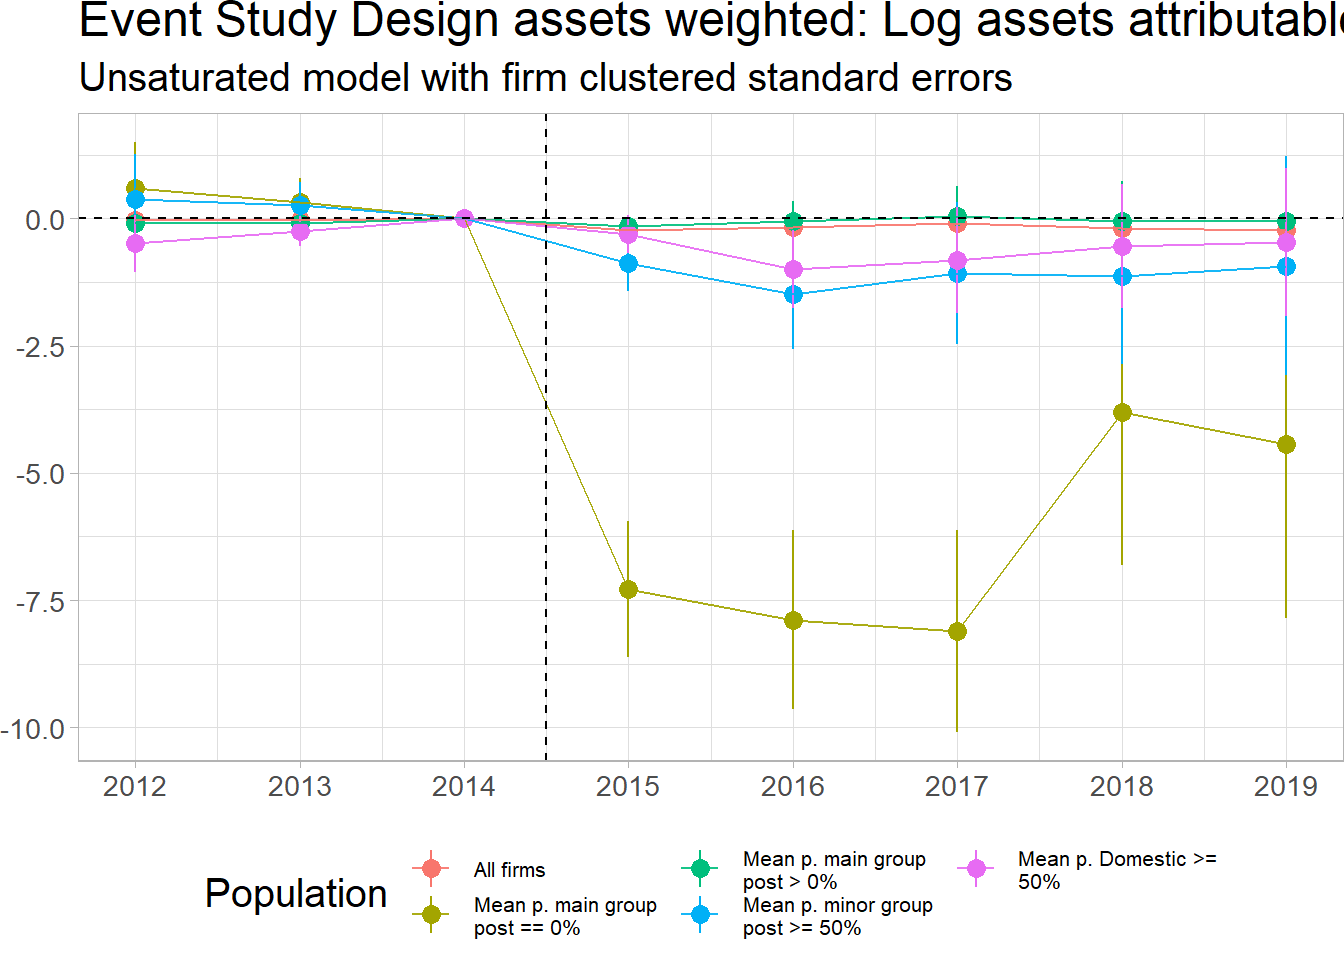 Event Study Design assets weighted: Log assets attributable
Unsaturated model with firm clustered standard errors
0.0
-2.5
-5.0
-7.5
-10.0
2012 2013 2014 2015 2016 2017 2018 2019
Population
All firms
Mean p. main group
post == 0%
Mean p. main group
post > 0%
Mean p. minor group
post >= 50%
Mean p. Domestic >=
50%